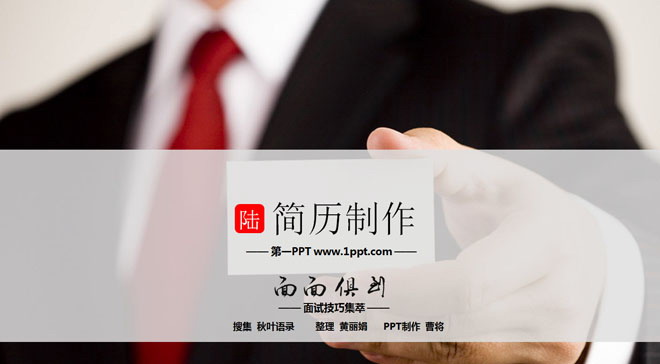 陆 简历制作
——第一PPT www.1ppt.com——
面面俱到
——面试技巧集萃——
搜集 秋叶语录 整理 黄丽娟 PPT制作 曹将